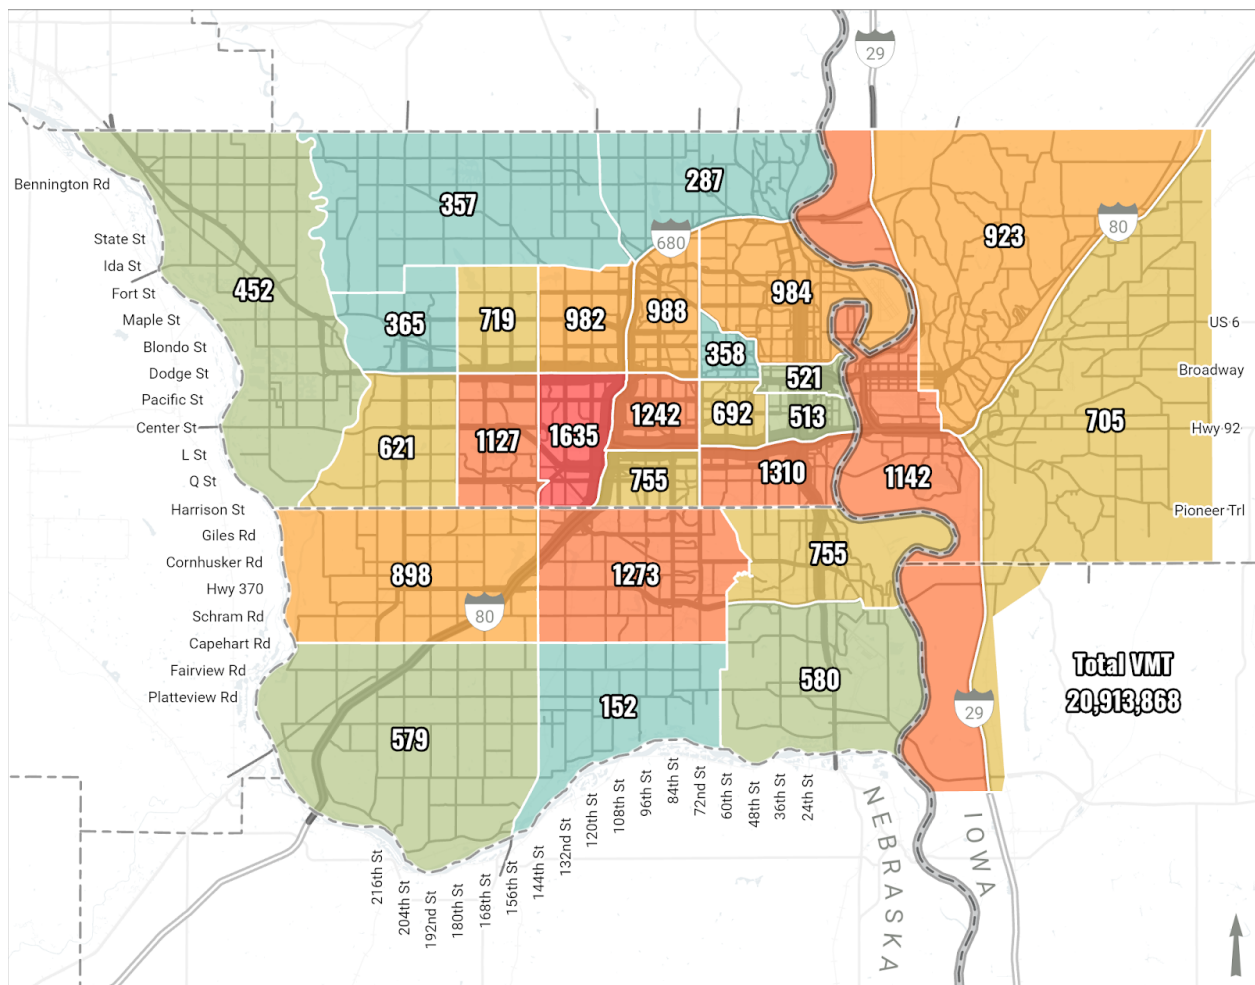 29
Bennington Rd
State St
Ida St
Fort St
Maple St
Blondo St
Dodge St
Pacific St
Center St
L St
Q St
Harrison St
Giles Rd
Cornhusker Rd
Hwy 370
Schram Rd
Capehart Rd
Fairview Rd
Platteview Rd
357
287
680
80
923
452
365
719
982
988
984
358
521
US 6
Broadway
621
1127
1635
1242
692
513
705
Hwy 92
755
1310
1142
Pioneer Trl
898
1273
755
80
580
152
579
Total VMT
20,913,868
29
216th St
204th St
192nd St
180th St
168th St
156th St
144th St
132nd St
120th St
108th St
96th St
84th St
72nd St
60th St
48th St
36th St
24th St
NEBRASKA
IOWA